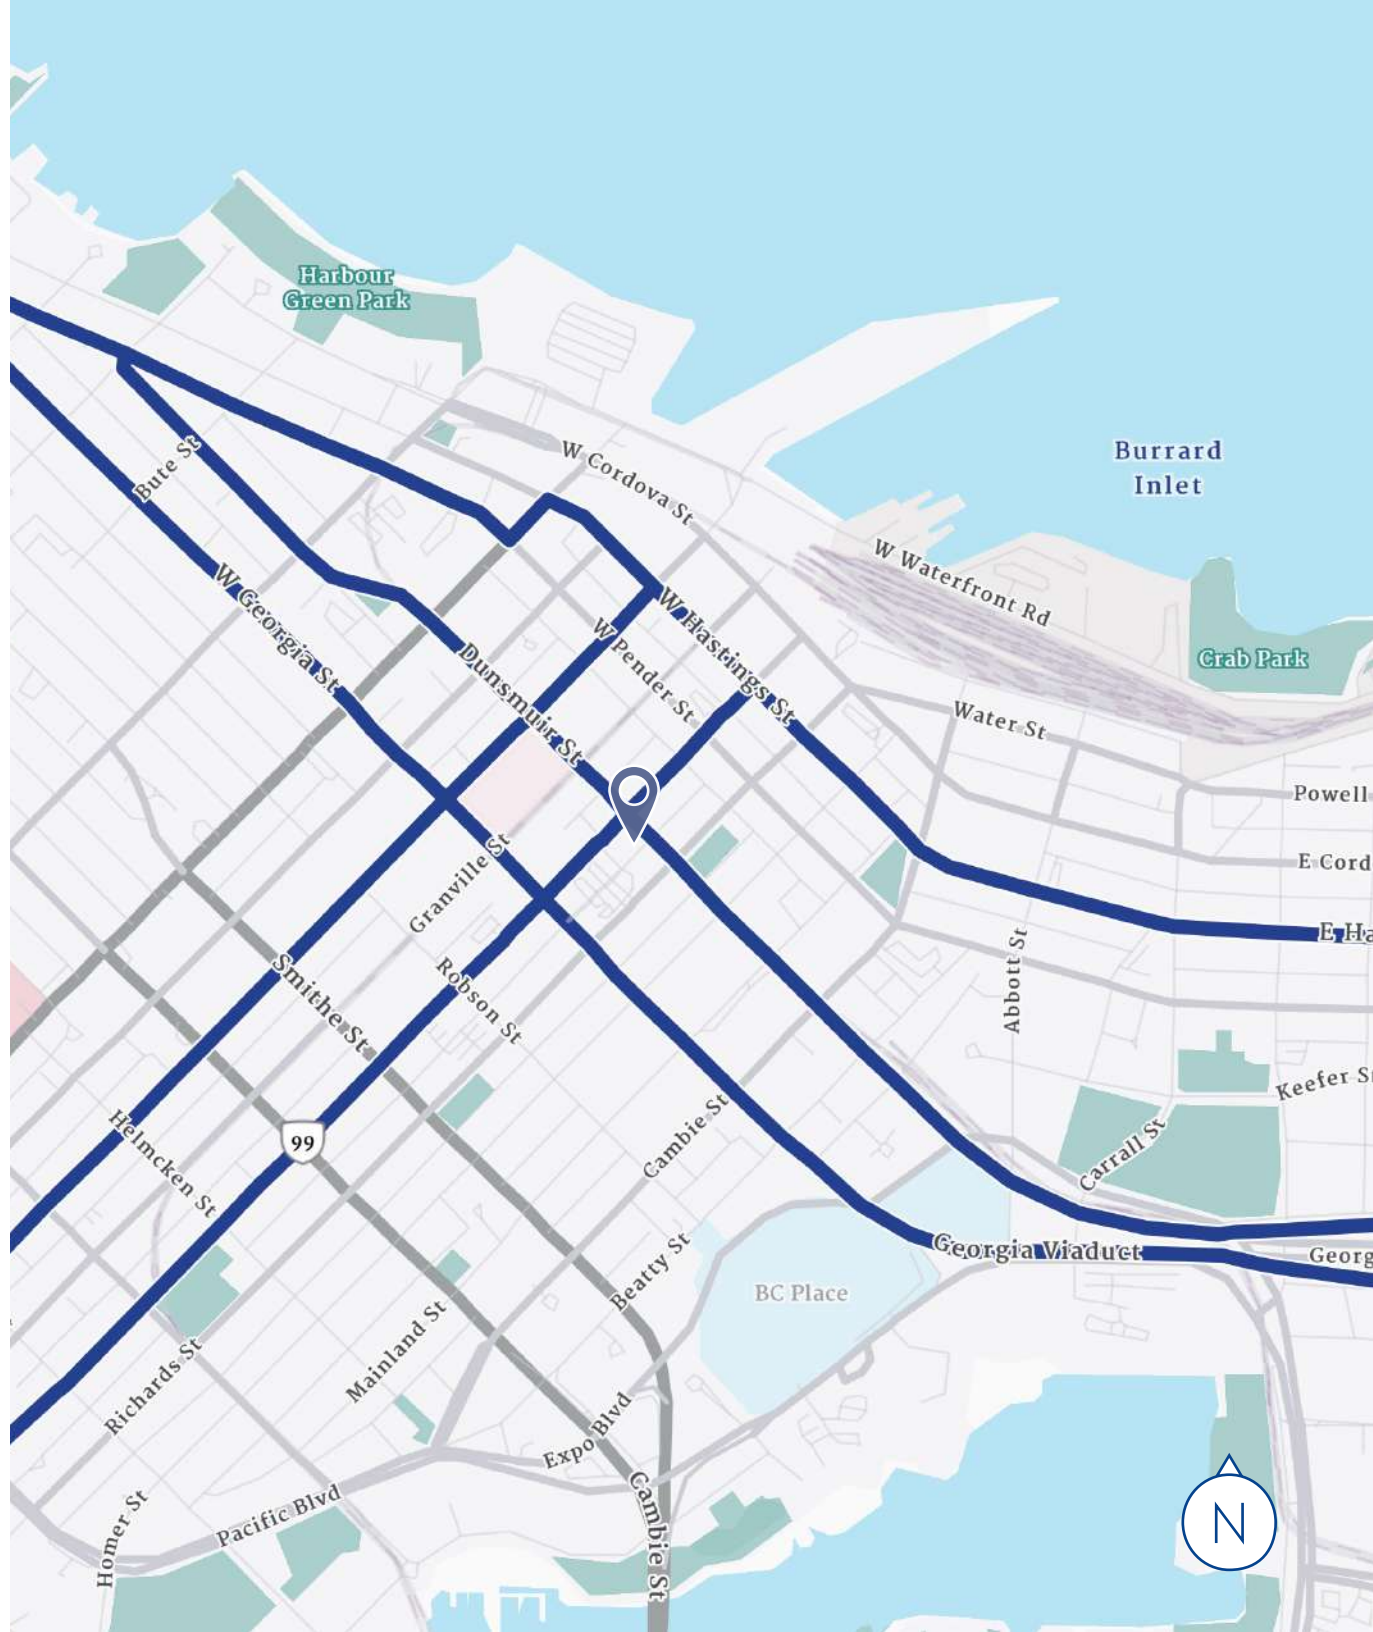 Harbour
Green Park
W Cordova St
Burrard
Inlet
Bute St
W Waterfront Rd
W Georgia St
W Hastings St
W Pender St
Crab Park
Dunsmuir St
Water St
Powell
Granville St
E Cord
E Ha
Abbott St
Robson St
Smithe St
Keefer S
Cambie St
Carrall St
Helmcken St
99
Georgia Viaduct
Georg
Beatty St
BC Place
Mainland St
Richards St
Expo Blvd
Pacific Blvd
Homer St
Cambie St
N